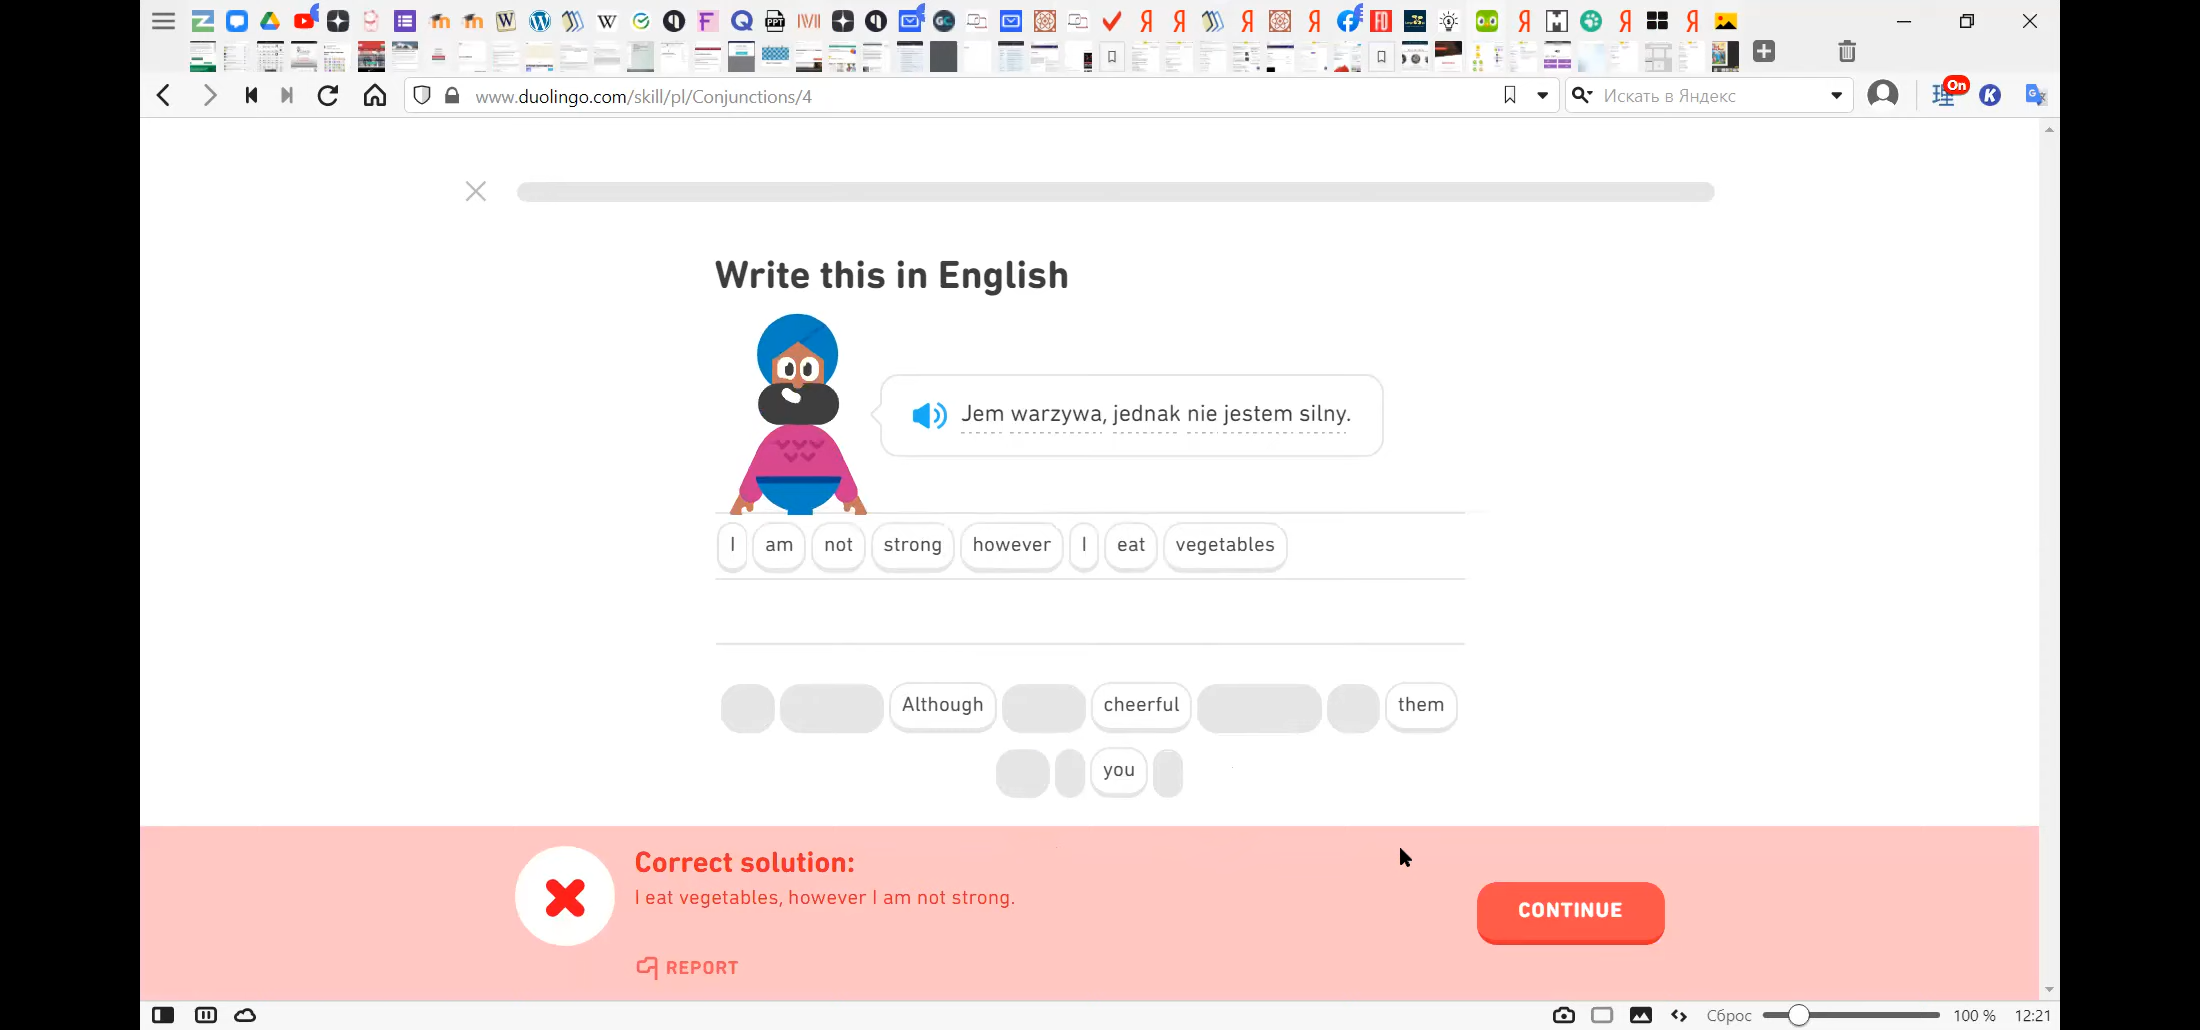 On
www.duolingo.com/skill/pl/Conjunctions/4
Искать в Яндекс
Write this in English
Jem warzywa, jednak nie jestem silny.
I am not strong however I eat vegetables
Although cheerful them
you
Correct solution:
I eat vegetables, however I am not strong.
CONTINUE
REPORT
Сброс 100 % 12:21